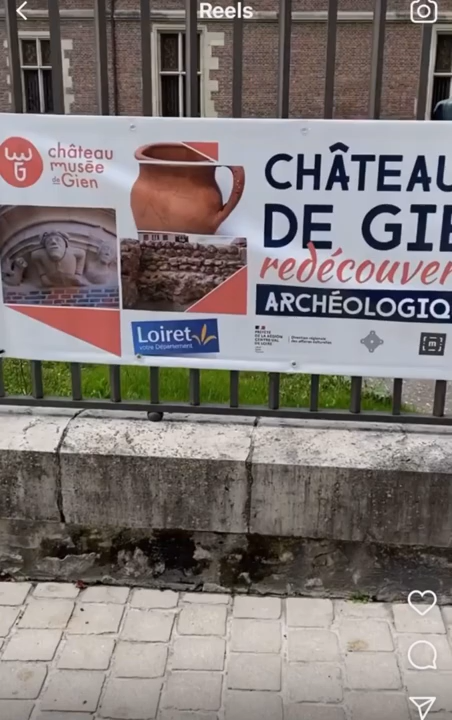 Reels
château
musée
de Gien
CHÂTEAU
DE GIE
redécouver
ARCHÉOLOGIQ
Loiret
votre Département